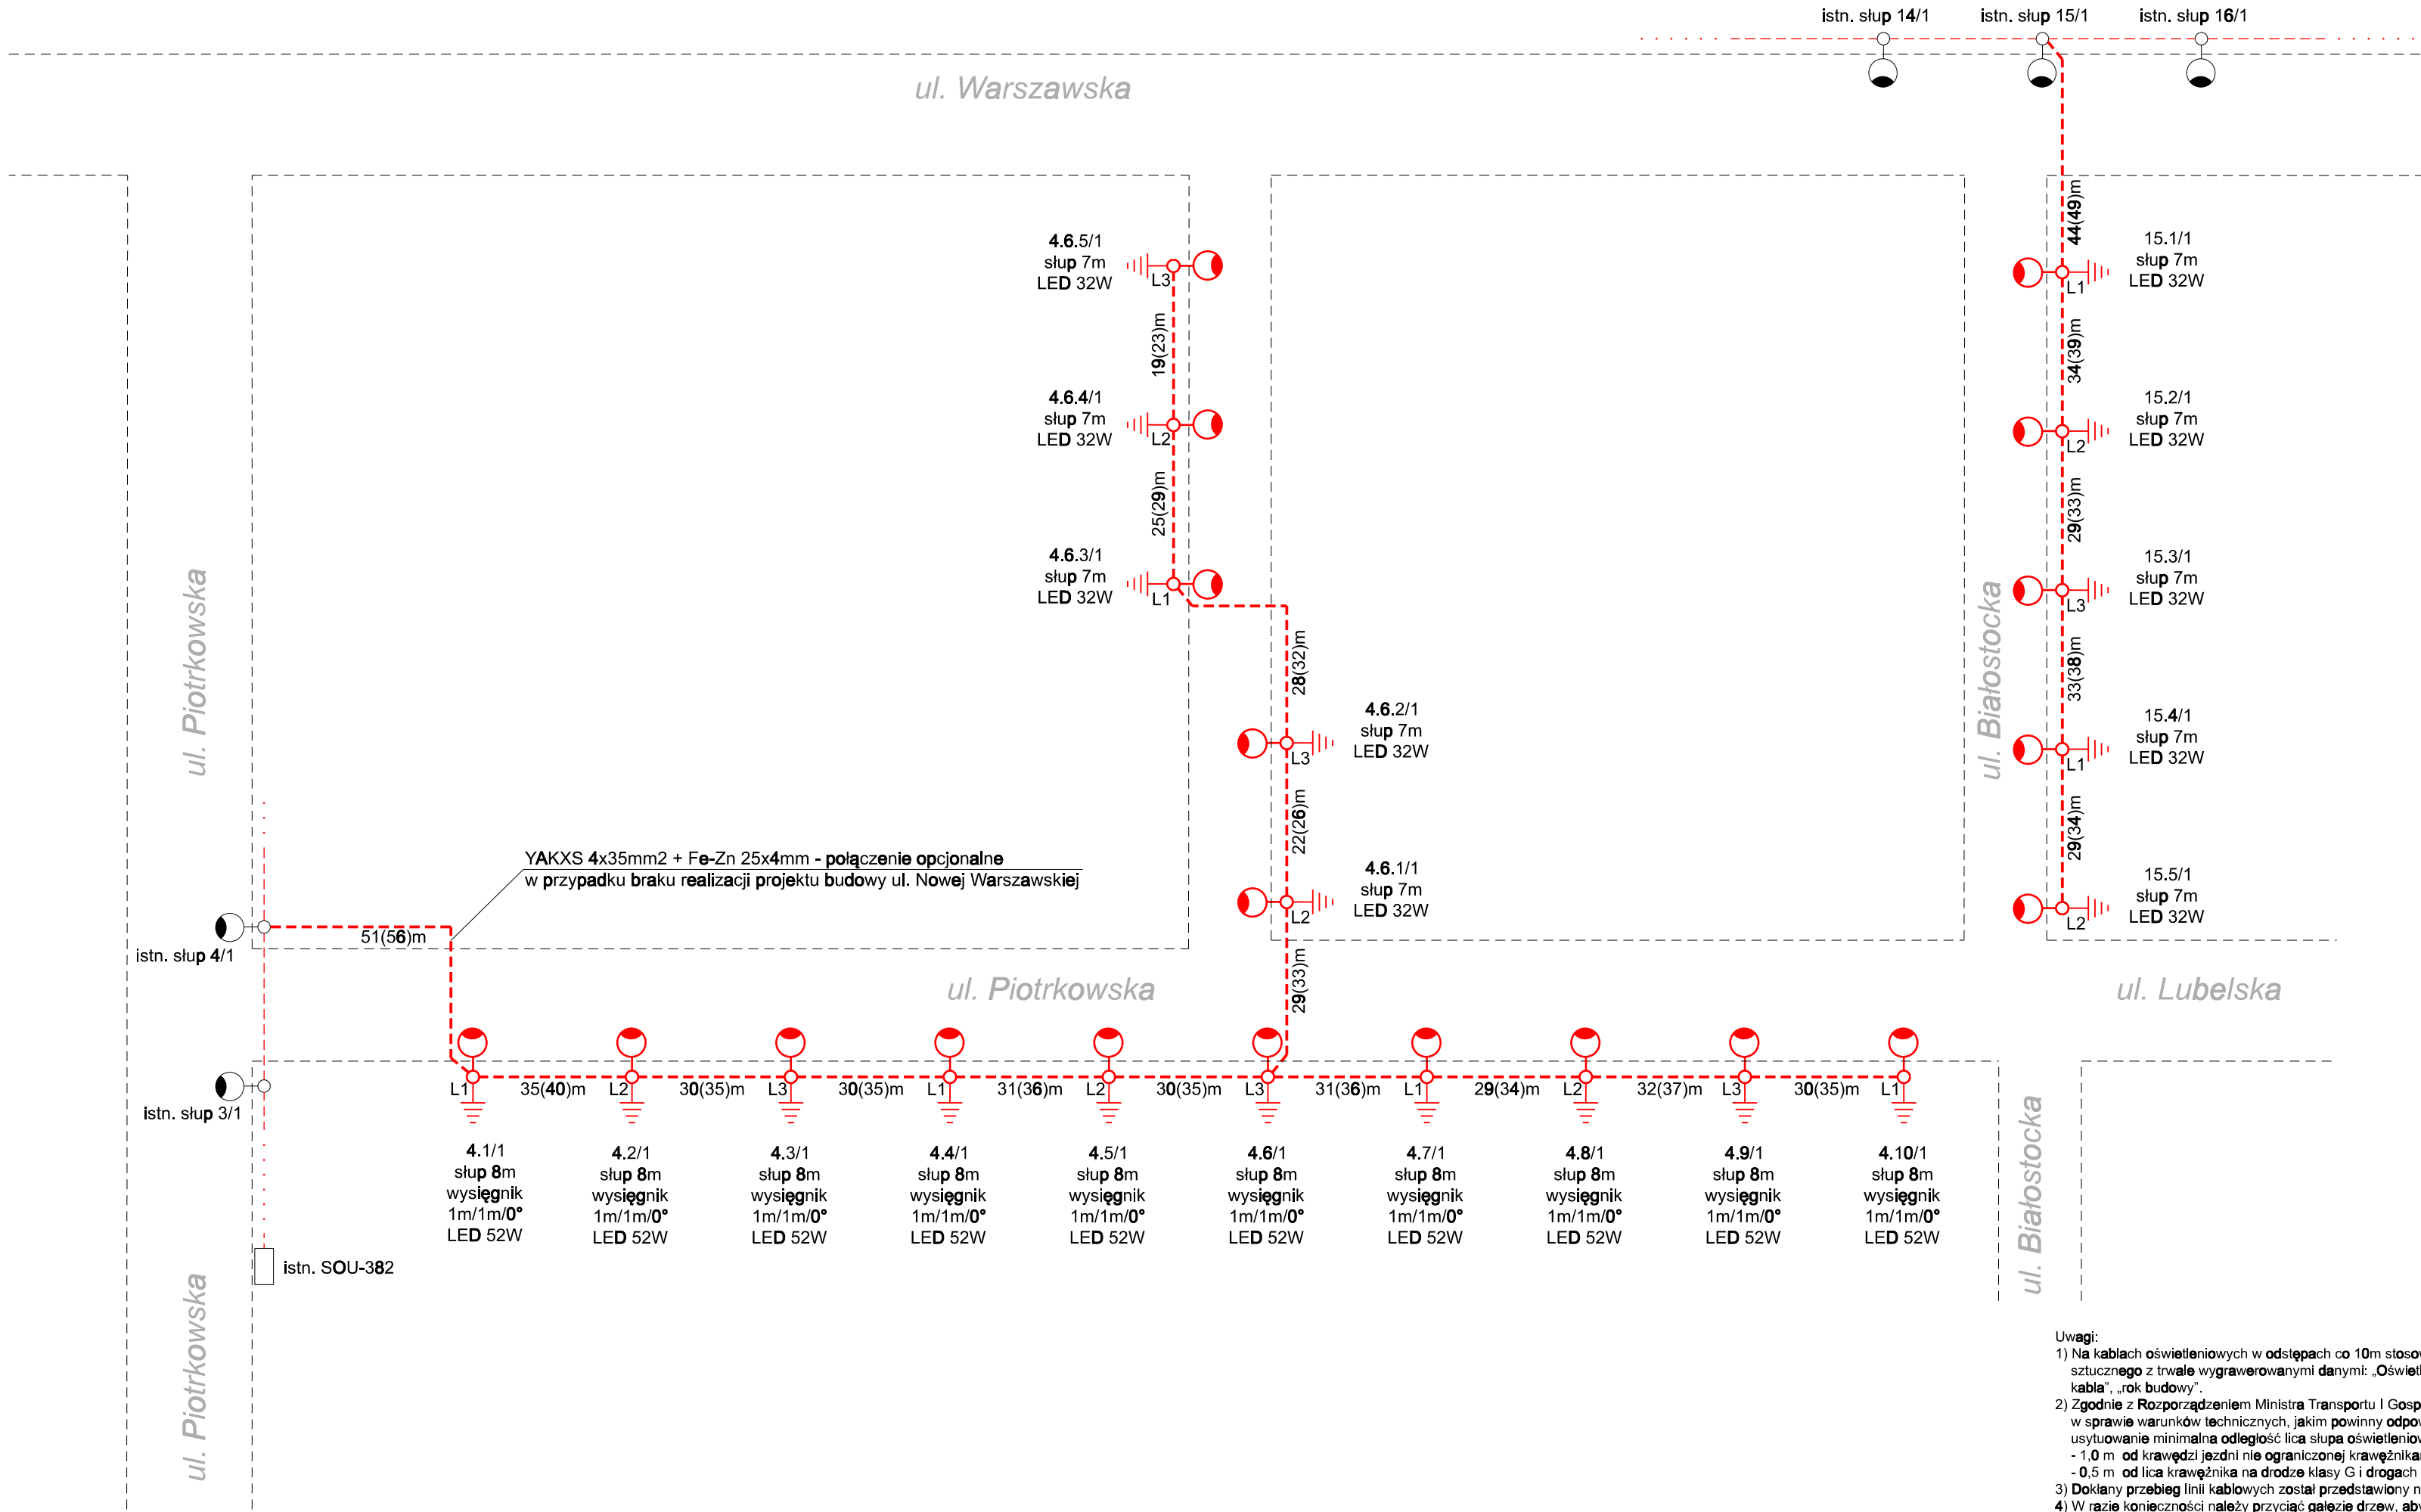 istn. słup 14/1
istn. słup 15/1
istn. słup 16/1
ul. Warszawska
44(49)m
4.6.5/1
słup 7m
LED 32W
L3
15.1/1
słup 7m
LED 32W
L1
19(23)m
34(39)m
4.6.4/1
słup 7m
LED 32W
L2
15.2/1
słup 7m
LED 32W
L2
25(29)m
29(33)m
4.6.3/1
słup 7m
LED 32W
L1
15.3/1
słup 7m
LED 32W
L3
ul. Piotrkowska
ul. Białostocka
28(32)m
33(38)m
4.6.2/1
słup 7m
LED 32W
L3
15.4/1
słup 7m
LED 32W
L1
22(26)m
29(34)m
YAKXS 4x35mm2 + Fe-Zn 25x4mm - połączenie opcjonalne
w przypadku braku realizacji projektu budowy ul. Nowej Warszawskiej
4.6.1/1
słup 7m
LED 32W
L2
15.5/1
słup 7m
LED 32W
L2
51(56)m
istn. słup 4/1
29(33)m
ul. Piotrkowska
ul. Lubelska
L1
35(40)m
L2
30(35)m
L3
30(35)m
L1
31(36)m
L2
30(35)m
L3
31(36)m
L1
29(34)m
L2
32(37)m
L3
30(35)m
L1
istn. słup 3/1
4.1/1
słup 8m
wysięgnik
1m/1m/0°
LED 52W
4.2/1
słup 8m
wysięgnik
1m/1m/0°
LED 52W
4.3/1
słup 8m
wysięgnik
1m/1m/0°
LED 52W
4.4/1
słup 8m
wysięgnik
1m/1m/0°
LED 52W
4.5/1
słup 8m
wysięgnik
1m/1m/0°
LED 52W
4.6/1
słup 8m
wysięgnik
1m/1m/0°
LED 52W
4.7/1
słup 8m
wysięgnik
1m/1m/0°
LED 52W
4.8/1
słup 8m
wysięgnik
1m/1m/0°
LED 52W
4.9/1
słup 8m
wysięgnik
1m/1m/0°
LED 52W
4.10/1
słup 8m
wysięgnik
1m/1m/0°
LED 52W
istn. SOU-382
ul. Piotrkowska
ul. Białostocka
Uwagi:
1) Na kablach oświetleniowych w odstępach co 10m
sztucznego z trwale wygrawerowanymi danymi:
kabla”, „rok budowy”.
2) Zgodnie z Rozporządzeniem Ministra Transportu I
w sprawie warunków technicznych, jakim powinny
usytuowanie minimalna odległość lica słupa
- 1,0 m od krawędzi jezdni nie ograniczonej
- 0,5 m od lica krawężnika na drodze klasy G i drogach
3) Dokłany przebieg linii kablowych został przedstawiony
4) W razie konieczności należy przyciąć gałęzie drzew,